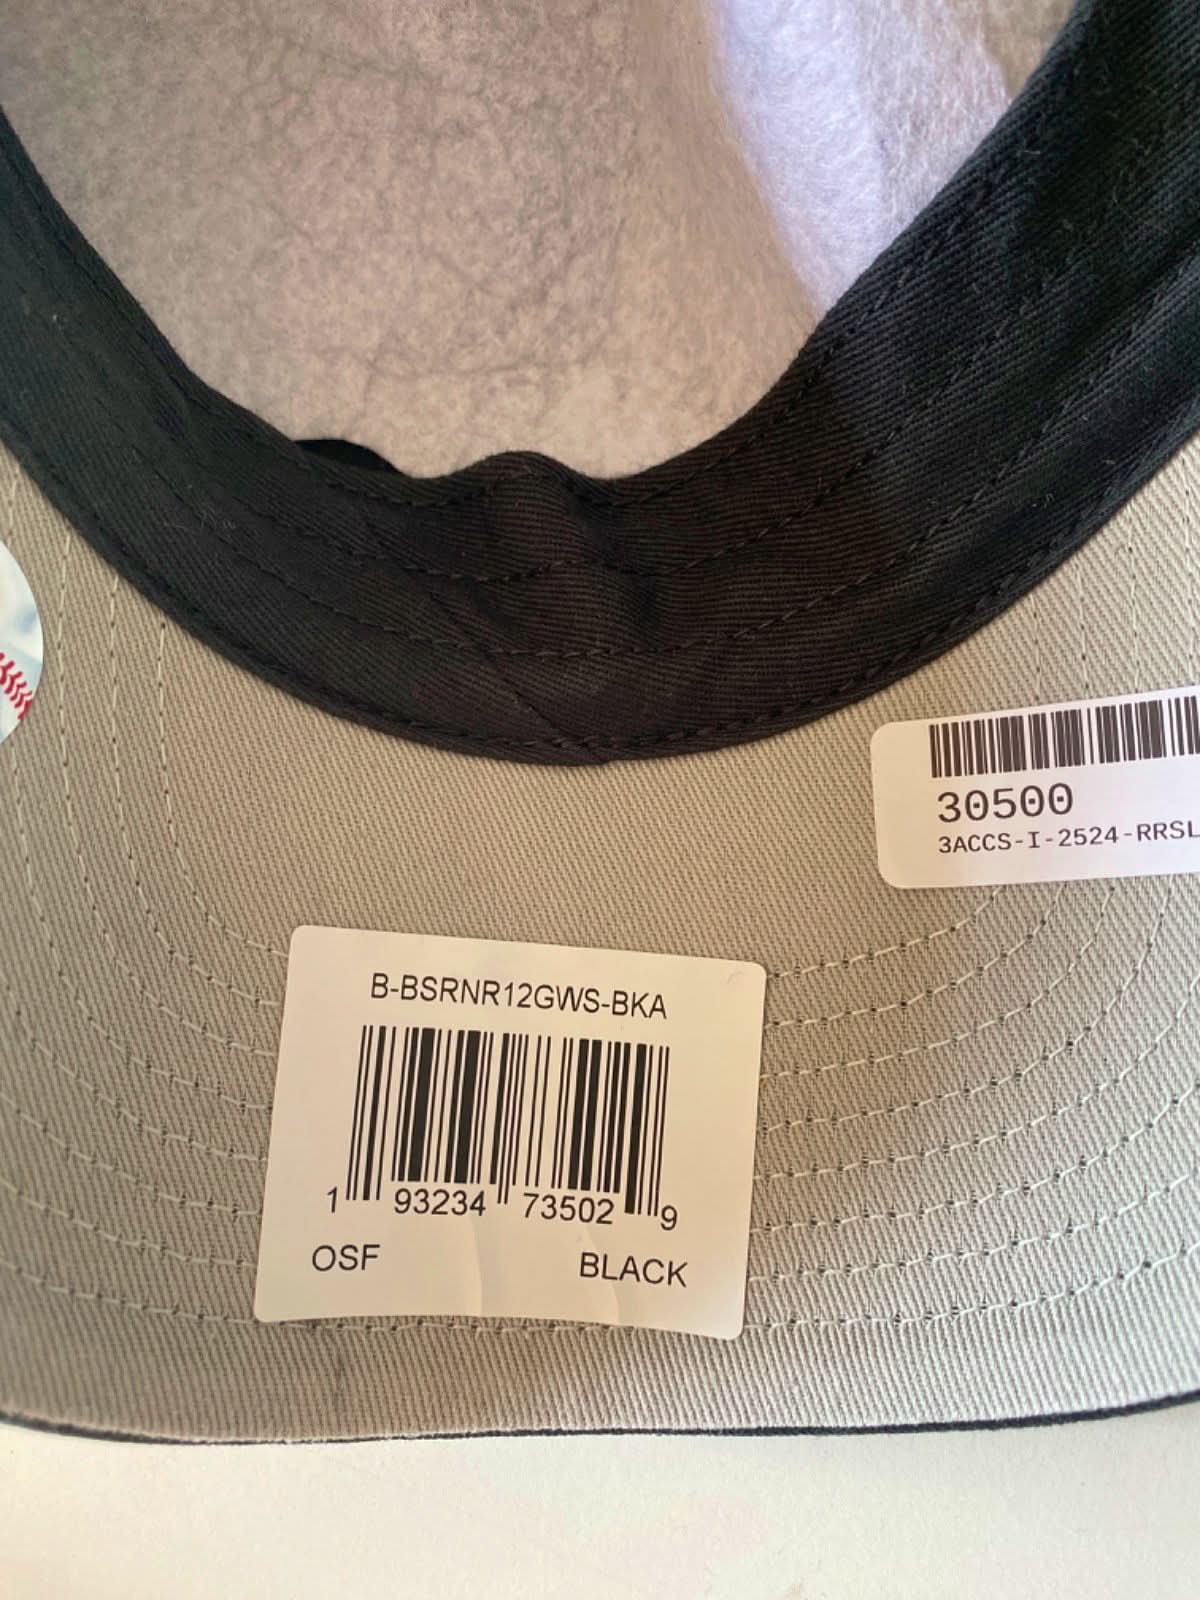 30500
3ACCS-I-2524-RRSL
B-BSRNR12GWS-BKA
1 93234 73502 9
OSF BLACK